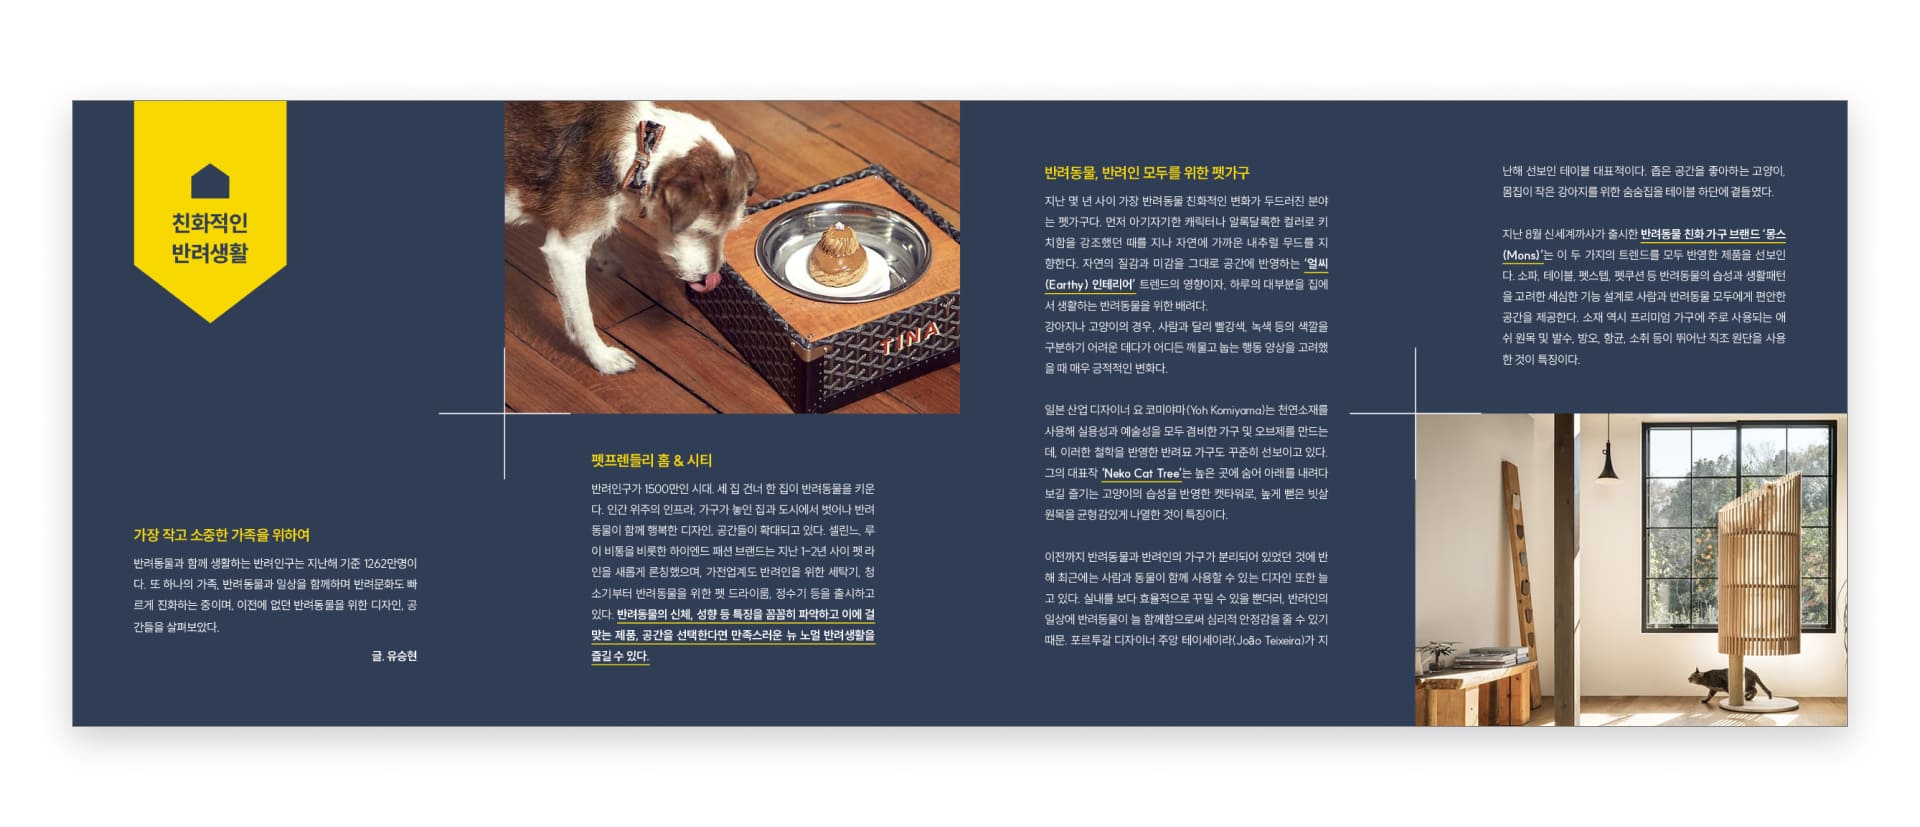 친화적인
반려생활
가장 작고 소중한 가족을 위하여
반려동물과 함께 생활하는 반려인구는 지난해 기준 1262만명이
다. 또 하나의 가족, 반려동물과 일상을 함께하며 반려문화도 빠
르게 진화하는 중이며, 이전에 없던 반려동물을 위한 디자인, 공
간들을 살펴보았다.
글. 유승현
TINA
펫프렌들리 홈 & 시티
반려인구가 1500만인 시대. 세 집 건너 한 집이 반려동물을 키운
다. 인간 위주의 인프라, 가구가 놓인 집과 도시에서 벗어나 반려
동물이 함께 행복한 디자인, 공간들이 확대되고 있다. 셀린느, 루
이 비통을 비롯한 하이엔드 패션 브랜드는 지난 1-2년 사이 펫 라
인을 새롭게 론칭했으며, 가전업계도 반려인을 위한 세탁기, 청
소기부터 반려동물을 위한 펫 드라이룸, 정수기 등을 출시하고
있다. 반려동물의 신체, 성향 등 특징을 꼼꼼히 파악하고 이에 걸
맞는 제품, 공간을 선택한다면 만족스러운 뉴 노멀 반려생활을
즐길 수 있다.
반려동물, 반려인 모두를 위한 펫가구
지난 몇 년 사이 가장 반려동물 친화적인 변화가 두드러진 분야
는 펫가구다. 먼저 아기자기한 캐릭터나 알록달록한 컬러로 키
치함을 강조했던 때를 지나 자연에 가까운 내추럴 무드를 지
향한다. 자연의 질감과 미감을 그대로 공간에 반영하는 '얼씨
(Earthy) 인테리어' 트렌드의 영향이자, 하루의 대부분을 집에
서 생활하는 반려동물을 위한 배려다.
강아지나 고양이의 경우, 사람과 달리 빨강색, 녹색 등의 색깔을
구분하기 어려운 데다가 어디든 깨물고 눕는 행동 양상을 고려했
을 때 매우 긍적적인 변화다.
일본 산업 디자이너 요 코미야마(Yoh Komiyama)는 천연소재를
사용해 실용성과 예술성을 모두 겸비한 가구 및 오브제를 만드는
데, 이러한 철학을 반영한 반려묘 가구도 꾸준히 선보이고 있다.
그의 대표작 'Neko Cat Tree'는 높은 곳에 숨어 아래를 내려다
보길 즐기는 고양이의 습성을 반영한 캣타워로, 높게 뻗은 빗살
원목을 균형감있게 나열한 것이 특징이다.
이전까지 반려동물과 반려인의 가구가 분리되어 있었던 것에 반
해 최근에는 사람과 동물이 함께 사용할 수 있는 디자인 또한 늘
고 있다. 실내를 보다 효율적으로 꾸밀 수 있을 뿐더러, 반려인의
일상에 반려동물이 늘 함께함으로써 심리적 안정감을 줄 수 있기
때문. 포르투갈 디자이너 주앙 테이세이라(João Teixeira)가 지
난해 선보인 테이블 대표적이다. 좁은 공간을 좋아하는 고양이,
몸집이 작은 강아지를 위한 숨숨집을 테이블 하단에 곁들였다.
지난 8월 신세계까사가 출시한 반려동물 친화 가구 브랜드 '몽스
(Mons)'는 이 두 가지의 트렌드를 모두 반영한 제품을 선보인
다. 소파, 테이블, 펫스텝, 펫쿠션 등 반려동물의 습성과 생활패턴
을 고려한 세심한 기능 설계로 사람과 반려동물 모두에게 편안한
공간을 제공한다. 소재 역시 프리미엄 가구에 주로 사용되는 애
쉬 원목 및 발수, 방오, 항균, 소취 등이 뛰어난 직조 원단을 사용
한 것이 특징이다.